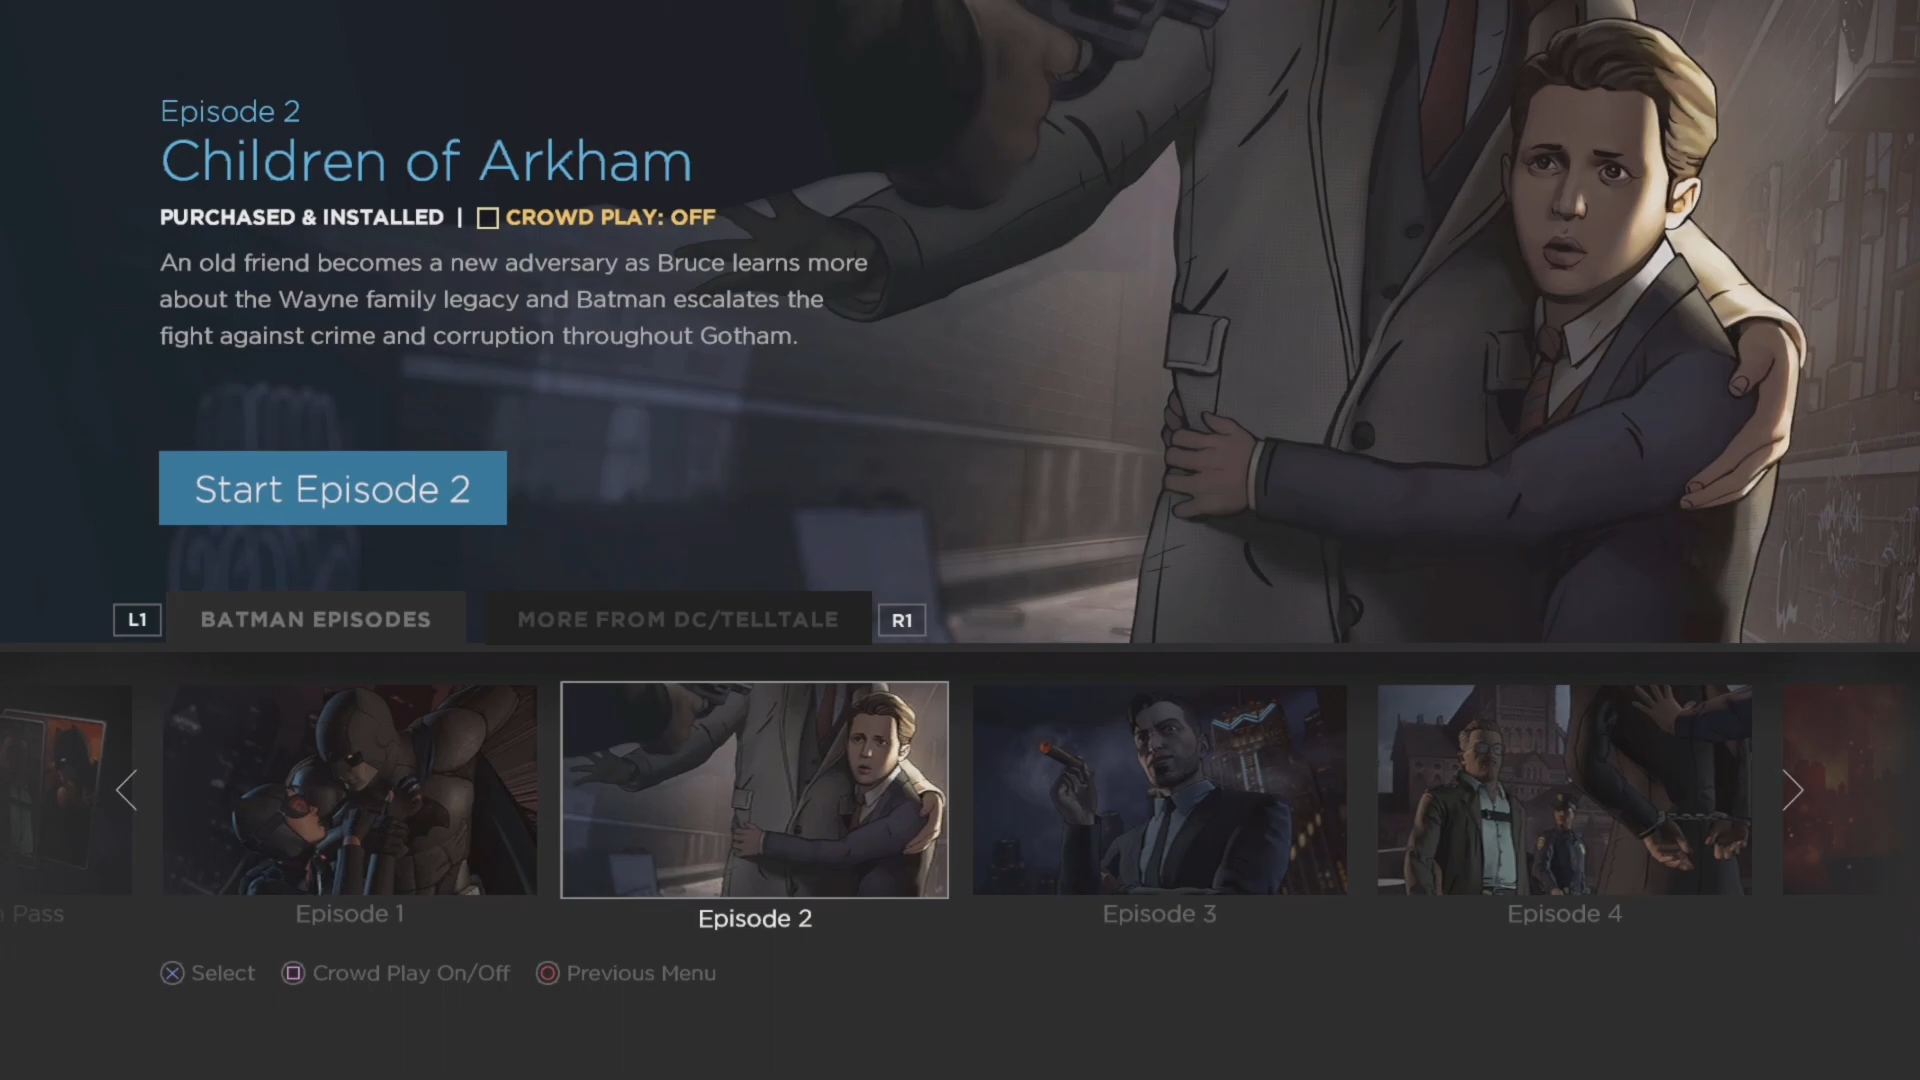 Episode 2
Children of Arkham
PURCHASED & INSTALLED | CROWD PLAY: OFF
An old friend becomes a new adversary as Bruce learns more
about the Wayne family legacy and Batman escalates the
fight against crime and corruption throughout Gotham.
Start Episode 2
L1 BATMAN EPISODES MORE FROM DC/TELLTALE R1
Pass Episode 1 Episode 2 Episode 3 Episode 4
Select Crowd Play On/Off Previous Menu